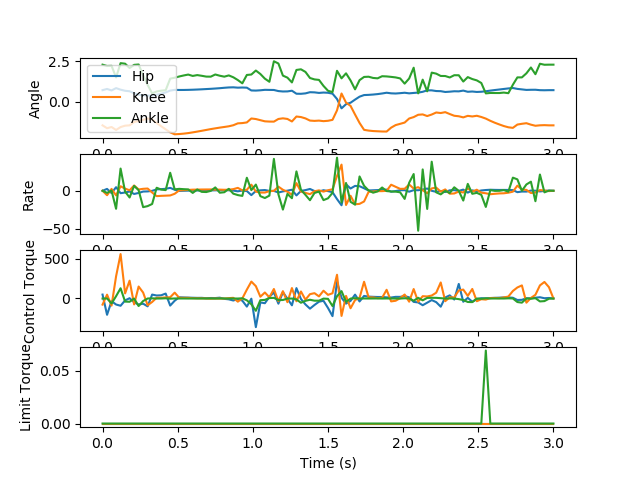 Angle
2.5
0.0
Hip
Knee
Ankle
Rate
0
−50
Control Torque
500
0
Limit Torque
0.05
0.00
0.0 0.5 1.0 1.5 2.0 2.5 3.0
Time (s)